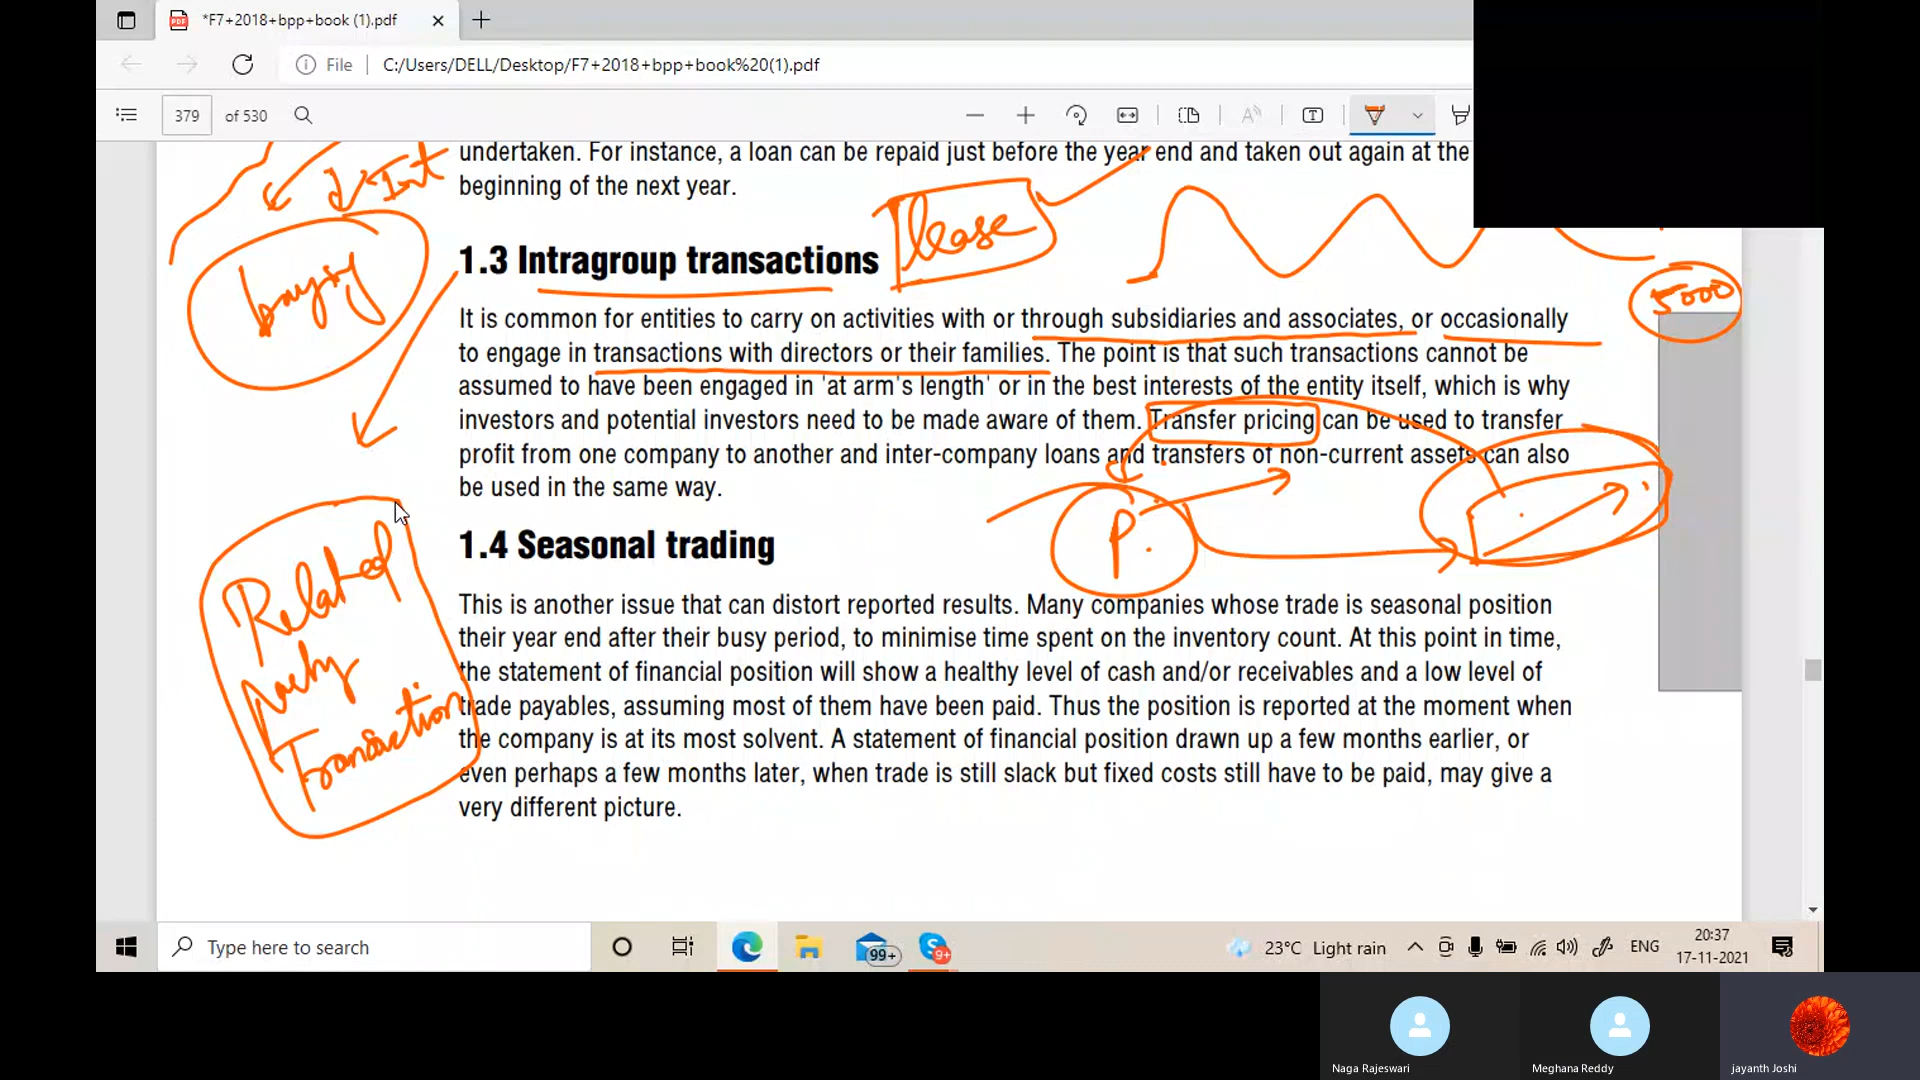 *F7+2018+bpp+book (1).pdf
File
C:/Users/DELL/Desktop/F7+2018+bpp+book%20(1).pdf
379 of 530
undertaken. For instance, a loan can be repaid just before the year end and taken out again at the
beginning of the next year.
Int
lease
1.3 Intragroup transactions
5000
It is common for entities to carry on activities with or through subsidiaries and associates, or occasionally
to engage in transactions with directors or their families. The point is that such transactions cannot be
assumed to have been engaged in 'at arm's length' or in the best interests of the entity itself, which is why
investors and potential investors need to be made aware of them. Transfer pricing can be used to transfer
profit from one company to another and inter-company loans and transfers of non-current assets can also
be used in the same way.
P.
1.4 Seasonal trading
Related
Party
Transaction
This is another issue that can distort reported results. Many companies whose trade is seasonal position
their year end after their busy period, to minimise time spent on the inventory count. At this point in time,
the statement of financial position will show a healthy level of cash and/or receivables and a low level of
trade payables, assuming most of them have been paid. Thus the position is reported at the moment when
the company is at its most solvent. A statement of financial position drawn up a few months earlier, or
even perhaps a few months later, when trade is still slack but fixed costs still have to be paid, may give a
very different picture.
Type here to search
99+
9+
23°C Light rain
ENG
20:37
17-11-2021
Naga Rajeswari
Meghana Reddy
jayanth Joshi